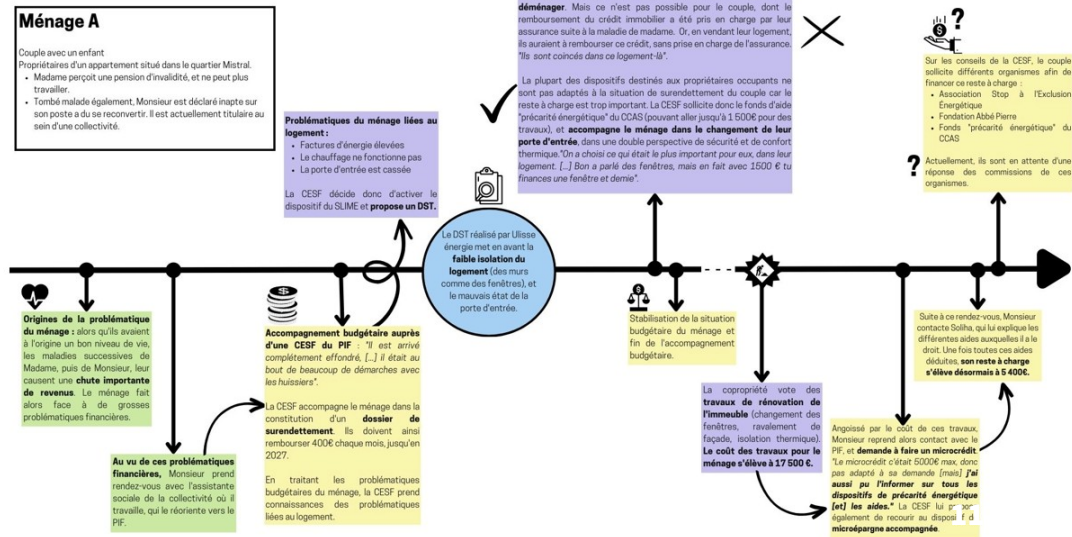 Ménage A
Couple avec un enfant
Propriétaires d'un appartement situé dans le quartier Mistral.
• Madame perçoit une pension d'invalidité, et ne peut plus
travailler.
• Tombé malade également, Monsieur est déclaré inapte sur
son poste a du se reconvertir. Il est actuellement titulaire au
sein d'une collectivité.
Origines de la problématique
du ménage : alors qu'ils avaient
à l'origine un bon niveau de vie,
les maladies successives de
Madame, puis de Monsieur, leur
causent une chute importante
de revenus. Le ménage fait
alors face à de grosses
problématiques financières.
Au vu de ces problématiques
financières, Monsieur prend
rendez-vous avec l'assistante
sociale de la collectivité où il
travaille, qui le réoriente vers le
PIF.
Accompagnement budgétaire auprès
d'une CESF du PIF : "Il est arrivé
complètement effondré, [...] il était au
bout de beaucoup de démarches avec
les huissiers".
La CESF accompagne le ménage dans la
constitution d'un dossier de
surendettement. Ils doivent ainsi
rembourser 400€ chaque mois, jusqu'en
2027.
En traitant les problématiques
budgétaires du ménage, la CESF prend
connaissances des problématiques
liées au logement.
Problématiques du ménage liées au
logement :
• Factures d'énergie élevées
• Le chauffage ne fonctionne pas
• La porte d'entrée est cassée
La CESF décide donc d'activer le
dispositif du SLIME et propose un DST.
Le DST réalisé par Ulisse
énergie met en avant la
faible isolation du
logement (des murs
comme des fenêtres), et
le mauvais état de la
porte d'entrée.
déménager. Mais ce n'est pas possible pour le couple, dont le
remboursement du crédit immobilier a été pris en charge par leur
assurance suite à la maladie de madame. Or, en vendant leur logement,
ils auraient à rembourser ce crédit, sans prise en charge de l'assurance.
"Ils sont coincés dans ce logement-là".
La plupart des dispositifs destinés aux propriétaires occupants ne
sont pas adaptés à la situation de surendettement du couple car le
reste à charge est trop important. La CESF sollicite donc le fonds d'aide
"précarité énergétique" du CCAS (pouvant aller jusqu'à 1 500€ pour des
travaux), et accompagne le ménage dans le changement de leur
porte d'entrée, dans une double perspective de sécurité et de confort
thermique."On a choisi ce qui était le plus important pour eux, dans leur
logement. [...] Bon a parlé des fenêtres, mais en fait avec 1500 € tu
finances une fenêtre et demie".
Stabilisation de la situation
budgétaire du ménage et
fin de l'accompagnement
budgétaire.
La copropriété vote des
travaux de rénovation de
l'immeuble (changement des
fenêtres, ravalement de
façade, isolation thermique).
Le coût des travaux pour le
ménage s'élève à 17 500 €.
Angoissé par le coût de ces travaux,
Monsieur reprend alors contact avec le
PIF, et demande à faire un microcrédit.
"Le microcrédit c'était 5000€ max, donc
pas adapté à sa demande [mais] j'ai
aussi pu l'informer sur tous les
dispositifs de précarité énergétique
[et] les aides." La CESF lui
également de recourir au
microépargne accompagnée.
Suite à ce rendez-vous, Monsieur
contacte Soliha, qui lui explique les
différentes aides auxquelles il a le
droit. Une fois toutes ces aides
déduites, son reste à charge
s'élève désormais à 5 400€.
?
Sur les conseils de la CESF, le couple
sollicite différents organismes afin de
financer ce reste à charge :
• Association Stop à l'Exclusion
Énergétique
• Fondation Abbé Pierre
• Fonds "précarité énergétique" du
CCAS
? Actuellement, ils sont en attente d'une
réponse des commissions de ces
organismes.